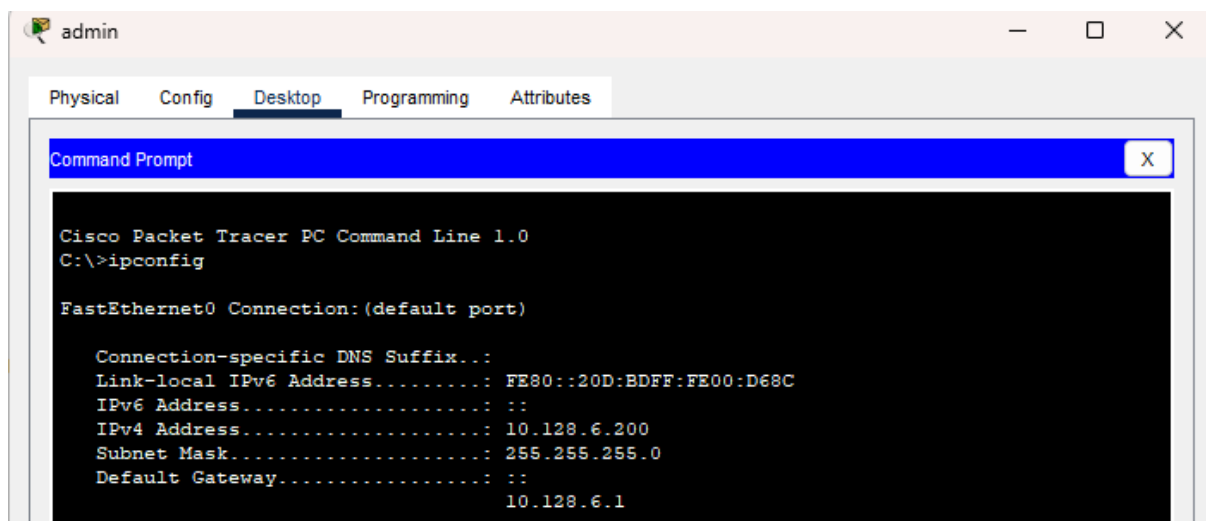 admin
Physical Config Desktop Programming Attributes
Command Prompt X
Cisco Packet Tracer PC Command Line 1.0
C:\>ipconfig
FastEthernet0 Connection:(default port)
Connection-specific DNS Suffix..:
Link-local IPv6 Address.........: FE80::20D:BDFF:FE00:D68C
IPv6 Address....................: ::
IPv4 Address....................: 10.128.6.200
Subnet Mask.....................: 255.255.255.0
Default Gateway.................: ::
10.128.6.1